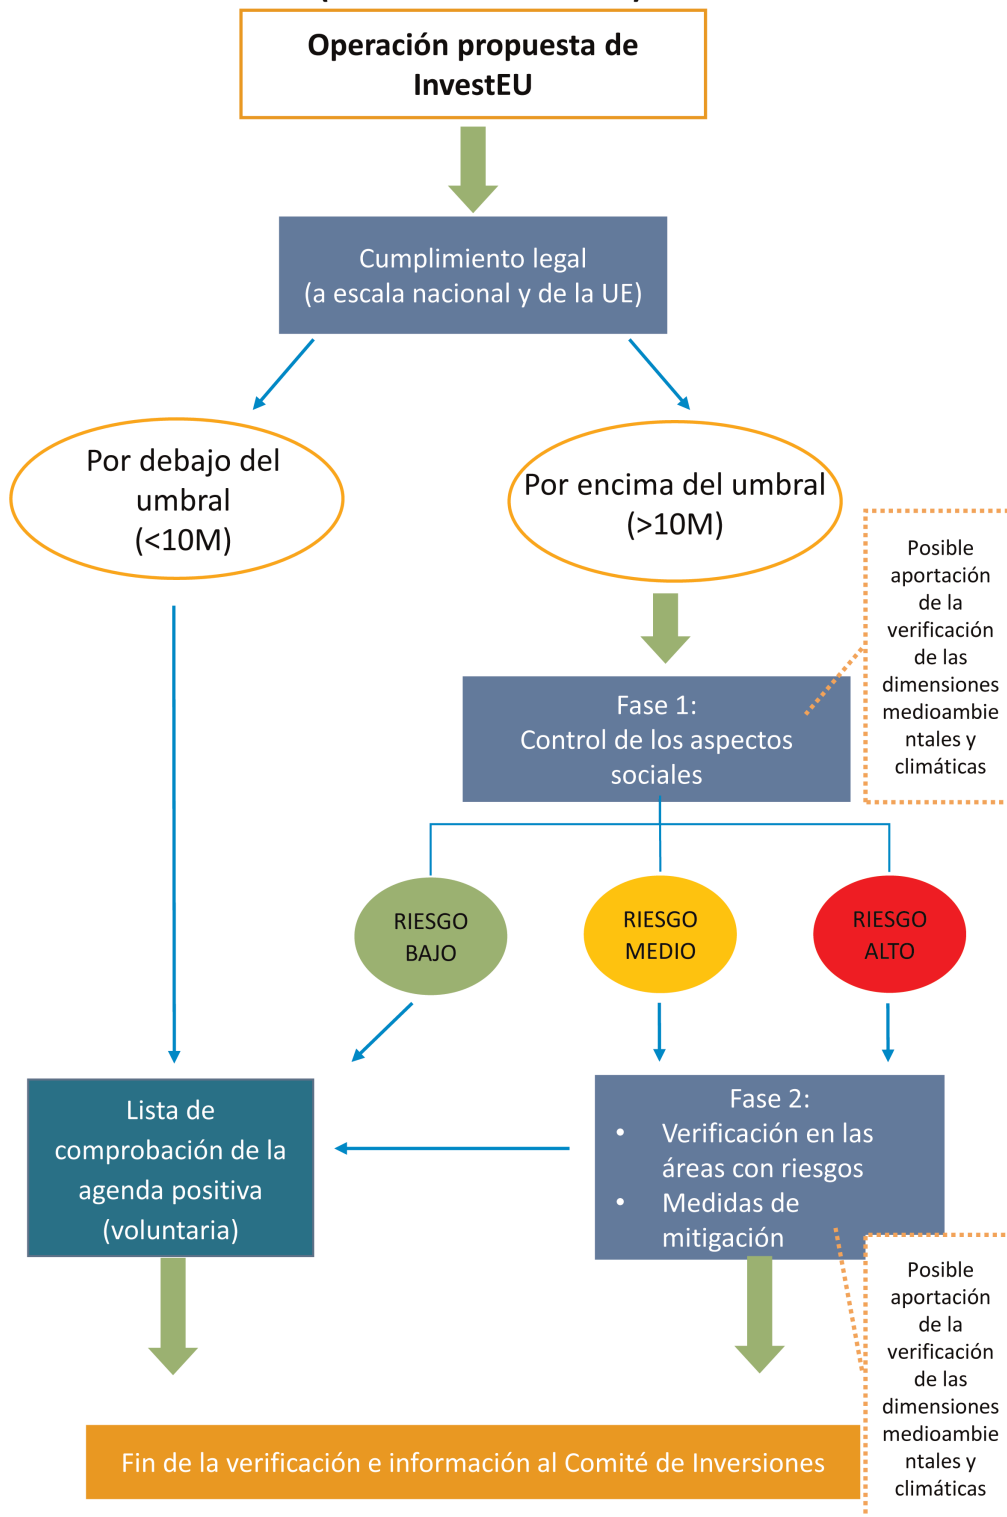 Operación propuesta de
InvestEU
Cumplimiento legal
(a escala nacional y de la UE)
Por debajo del
umbral
(<10M)
Por encima del umbral
(>10M)
Posible
aportación
de la
verificación
de las
dimensiones
medioambie
ntales y
climáticas
Fase 1:
Control de los aspectos
sociales
RIESGO
BAJO
RIESGO
MEDIO
RIESGO
ALTO
Lista de
comprobación de la
agenda positiva
(voluntaria)
Fase 2:
• Verificación en las
áreas con riesgos
• Medidas de
mitigación
Posible
aportación
de la
verificación
de las
dimensiones
medioambie
ntales y
climáticas
Fin de la verificación e información al Comité de Inversiones